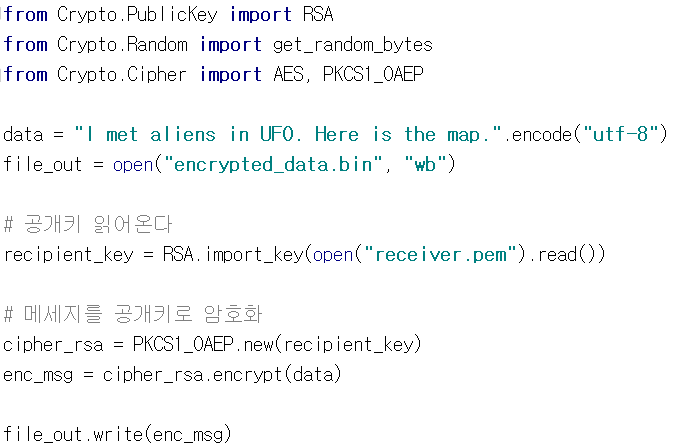 from Crypto.PublicKey import RSA
from Crypto.Random import get_random_bytes
from Crypto.Cipher import AES, PKCS1_OAEP
data = "I met aliens in UFO. Here is the map.".encode("utf-8")
file_out = open("encrypted_data.bin", "wb")
# 공개키 읽어온다
recipient_key = RSA.import_key(open("receiver.pem").read())
# 메세지를 공개키로 암호화
cipher_rsa = PKCS1_OAEP.new(recipient_key)
enc_msg = cipher_rsa.encrypt(data)
file_out.write(enc_msg)